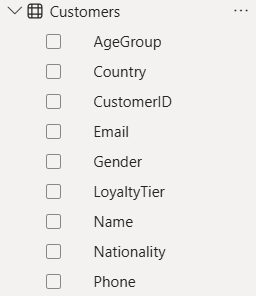 Customers
AgeGroup
Country
CustomerID
Email
Gender
LoyaltyTier
Name
Nationality
Phone